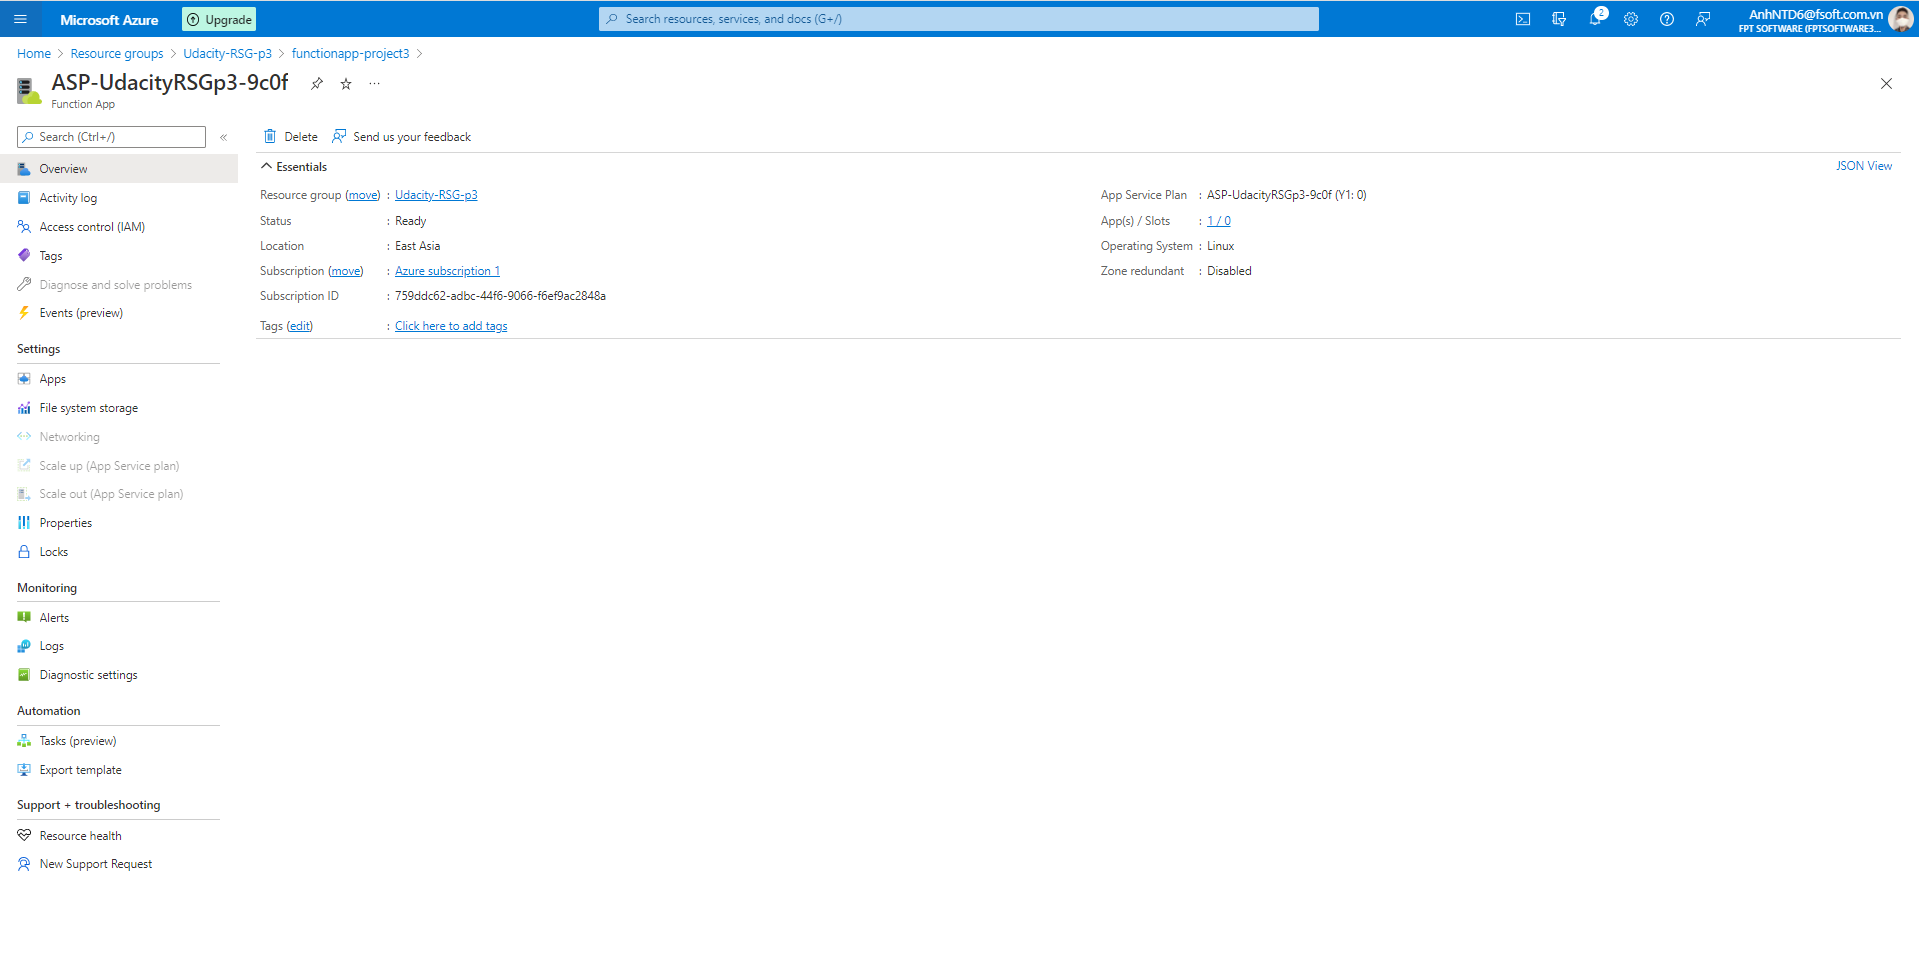 Microsoft Azure
Upgrade
Search resources, services, and docs (G+/)
2
AnhNTD6@fsoft.com.vn
FPT SOFTWARE (FPTSOFTWARE3...
Home > Resource groups > Udacity-RSG-p3 > functionapp-project3 >
ASP-UdacityRSGp3-9c0f
Function App
Search (Ctrl+/)
«
Overview
Activity log
Access control (IAM)
Tags
Diagnose and solve problems
Events (preview)
Settings
Apps
File system storage
Networking
Scale up (App Service plan)
Scale out (App Service plan)
Properties
Locks
Monitoring
Alerts
Logs
Diagnostic settings
Automation
Tasks (preview)
Export template
Support + troubleshooting
Resource health
New Support Request
Delete
Send us your feedback
Essentials
JSON View
Resource group (move) : Udacity-RSG-p3
Status : Ready
Location : East Asia
Subscription (move) : Azure subscription 1
Subscription ID : 759ddc62-adbc-44f6-9066-f6ef9ac2848a
Tags (edit) : Click here to add tags
App Service Plan : ASP-UdacityRSGp3-9c0f (Y1: 0)
App(s) / Slots : 1 / 0
Operating System : Linux
Zone redundant : Disabled